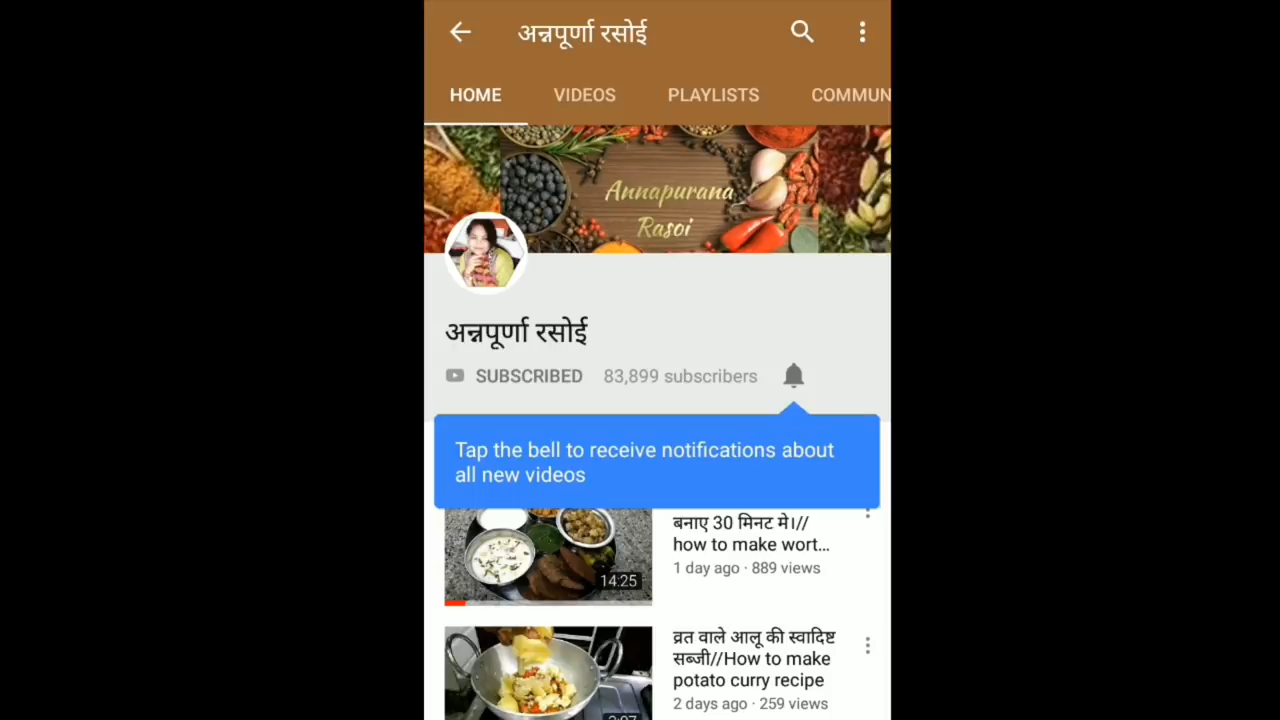 अन्नपूर्णा रसोई
HOME VIDEOS PLAYLISTS COMMUN
Annapurana
Rasoi
अन्नपूर्णा रसोई
SUBSCRIBED 83,899 subscribers
Tap the bell to receive notifications about
all new videos
बनाए 30 मिनट मे।//
how to make wort...
1 day ago · 889 views
14:25
व्रत वाले आलू की स्वादिष्ट
सब्जी//How to make
potato curry recipe
2 days ago · 259 views